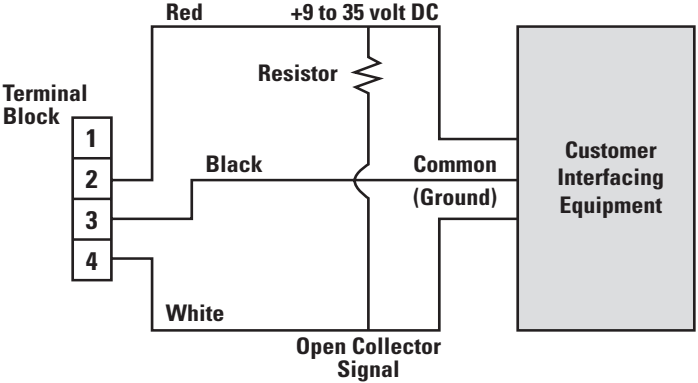 Red
+9 to 35 volt DC
Resistor
Terminal
Block
1
2
3
4
Black
Common
(Ground)
Customer
Interfacing
Equipment
White
Open Collector
Signal